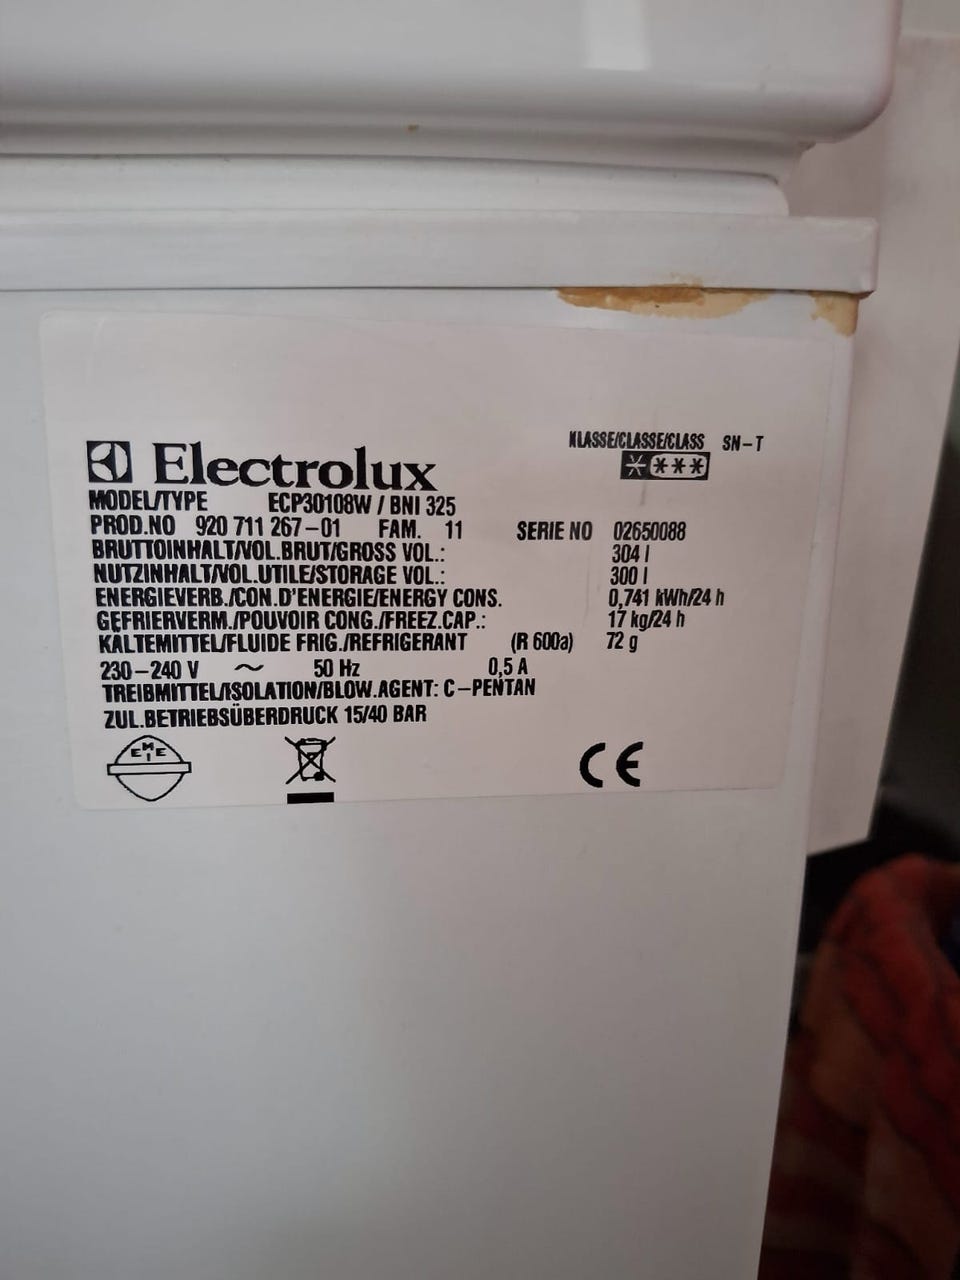 Electrolux
KLASSE/CLASSE/CLASS SN-T
MODEL/TYPE ECP30108W / BNI 325
PROD.NO 920 711 267-01 FAM. 11 SERIE NO 02650088
BRUTTOINHALT/VOL.BRUT/GROSS VOL.: 304 l
NUTZINHALT/VOL.UTILE/STORAGE VOL.: 300 l
ENERGIEVERB./CON.D'ENERGIE/ENERGY CONS. 0,741 kWh/24 h
GEFRIERVERM./POUVOIR CONG./FREEZ.CAP.: 17 kg/24 h
KÄLTEMITTEL/FLUIDE FRIG./REFRIGERANT (R 600a) 72 g
230-240 V ~ 50 Hz 0,5 A
TREIBMITTEL/ISOLATION/BLOW.AGENT: C-PENTAN
ZUL.BETRIEBSÜBERDRUCK 15/40 BAR
EMEI
CE